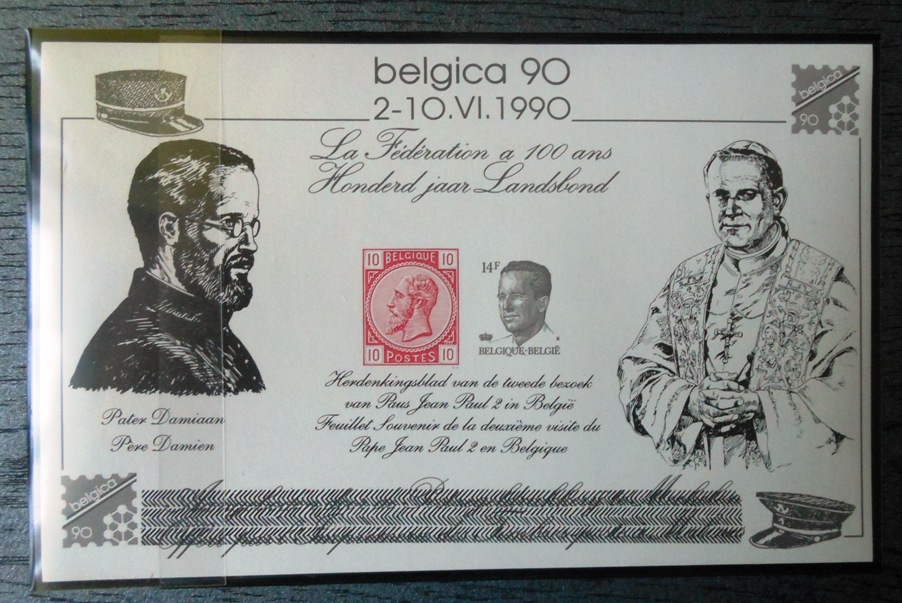 belgica 90
2-10.VI.1990
belgica
90
La Fédération a 100 ans
Honderd jaar Landsbond
10 BELGIQUE 10
10 POSTES 10
14F
BELGIQUE-BELGIË
Herdenkingsblad van de tweede bezoek
van Paus Jean Paul 2 in België
Feuillet Souvenir de la deuxième visite du
Pape Jean Paul 2 en Belgique
Pater Damiaan
Père Damien
belgica
90